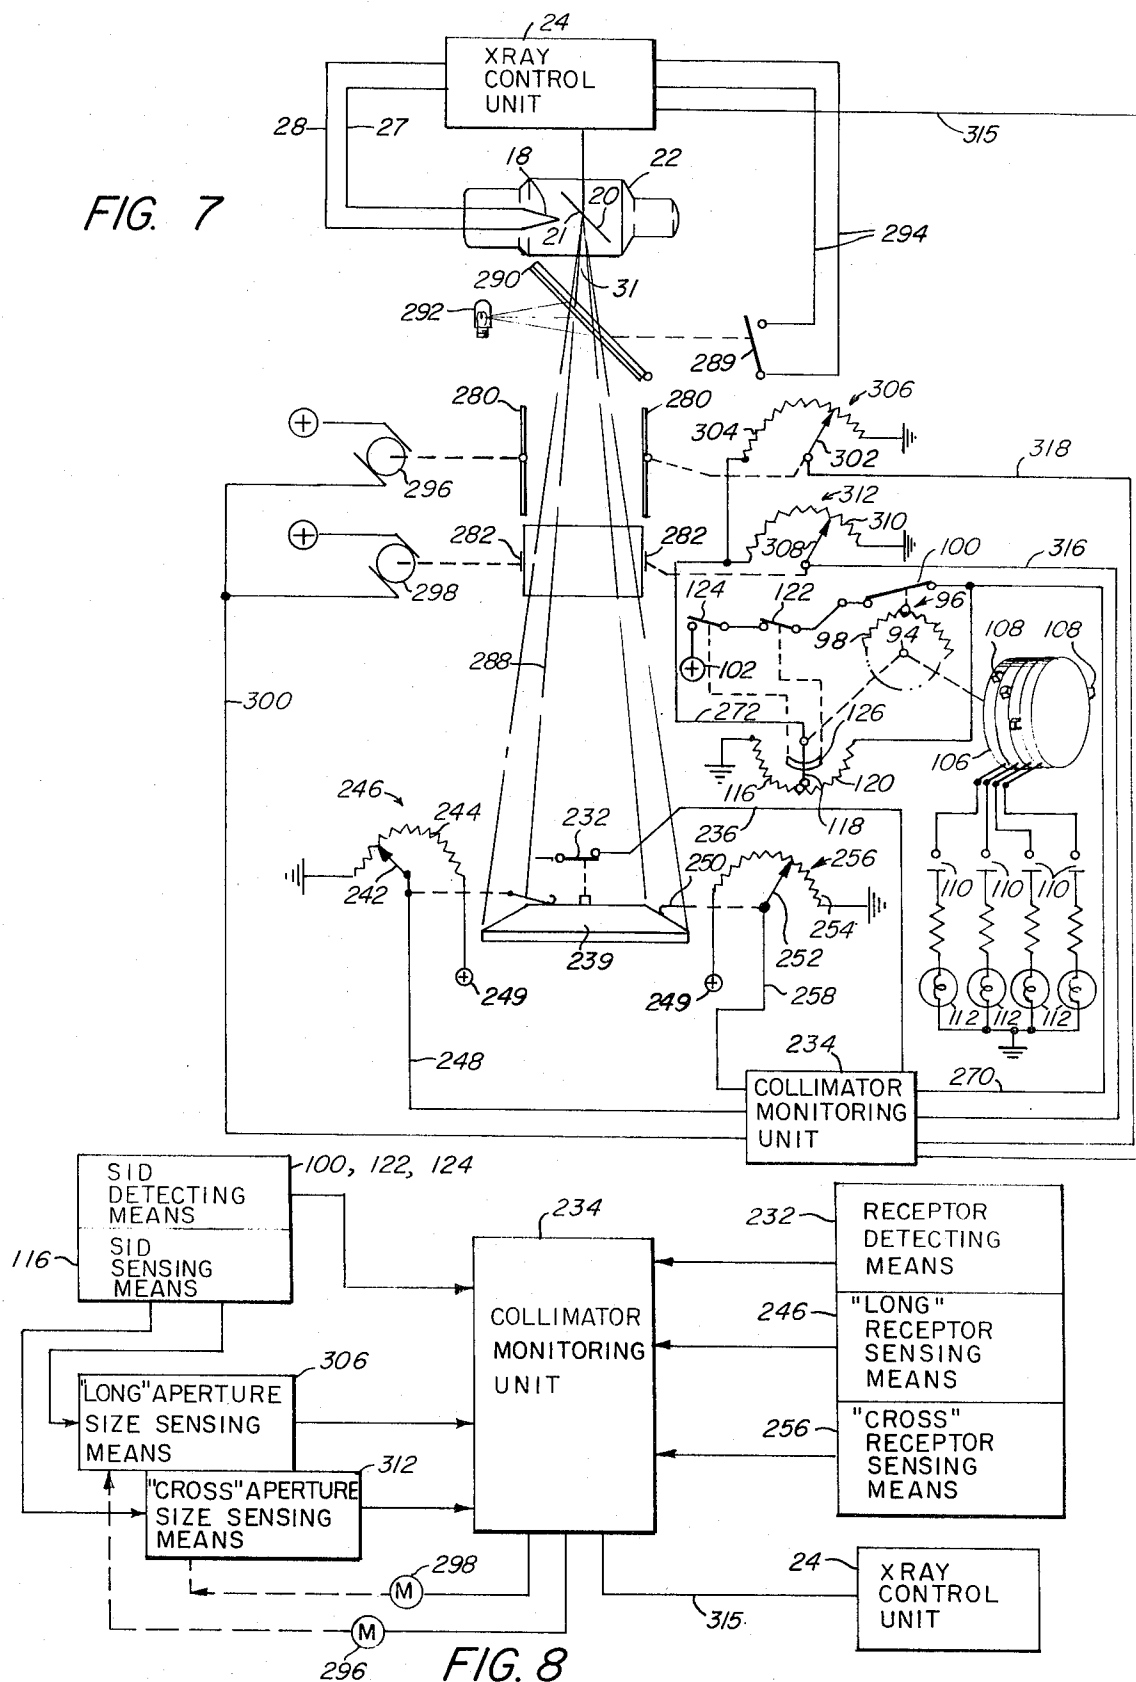 24
XRAY
CONTROL
UNIT
28
27
315
FIG. 7
18
22
20
21
294
290
31
292
289
280
280
306
304
302
318
296
312
310
282
282
308
100
316
298
124
122
96
98
94
108
108
102
R
288
300
272
126
106
116
120
118
246
244
232
236
250
256
242
110
110
110
239
252
254
249
249
258
112
112
112
248
234
COLLIMATOR
MONITORING
UNIT
270
SID
DETECTING
MEANS
100, 122, 124
116
SID
SENSING
MEANS
234
COLLIMATOR
MONITORING
UNIT
232
RECEPTOR
DETECTING
MEANS
246
"LONG"
RECEPTOR
SENSING
MEANS
256
"CROSS"
RECEPTOR
SENSING
MEANS
306
"LONG" APERTURE
SIZE SENSING
MEANS
312
"CROSS" APERTURE
SIZE SENSING
MEANS
M
298
M
296
315
24
XRAY
CONTROL
UNIT
FIG. 8